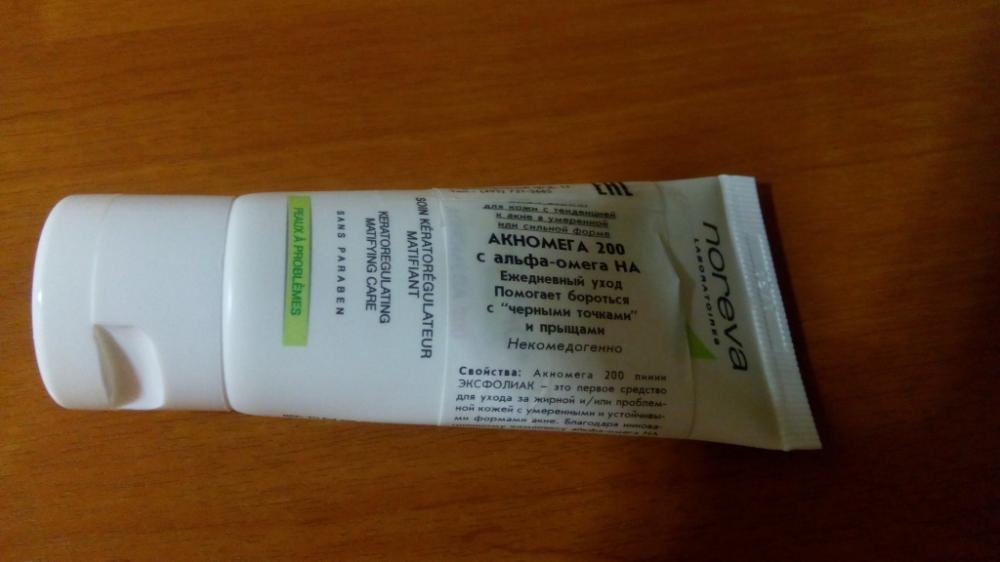 noreva
LABORATOIRES
ЕНС
для кожи с тенденцией
к акне в умеренной
или сильной форме
АКНОМЕГА 200
с альфа-омега НА
Ежедневный уход
Помогает бороться
с "черными точками"
и прыщами
Некомедогенно
Свойства: Акномега 200 линии
ЭКСФОЛИАК – это первое средство
для ухода за жирной и/или проблем-
ной кожей с умеренными и устойчивы-
ми формами акне. Благодаря иннова-
SOIN KÉRATORÉGULATEUR
MATIFIANT
KERATOREGULATING
MATIFYING CARE
SANS PARABEN
PEAUX À PROBLÈMES